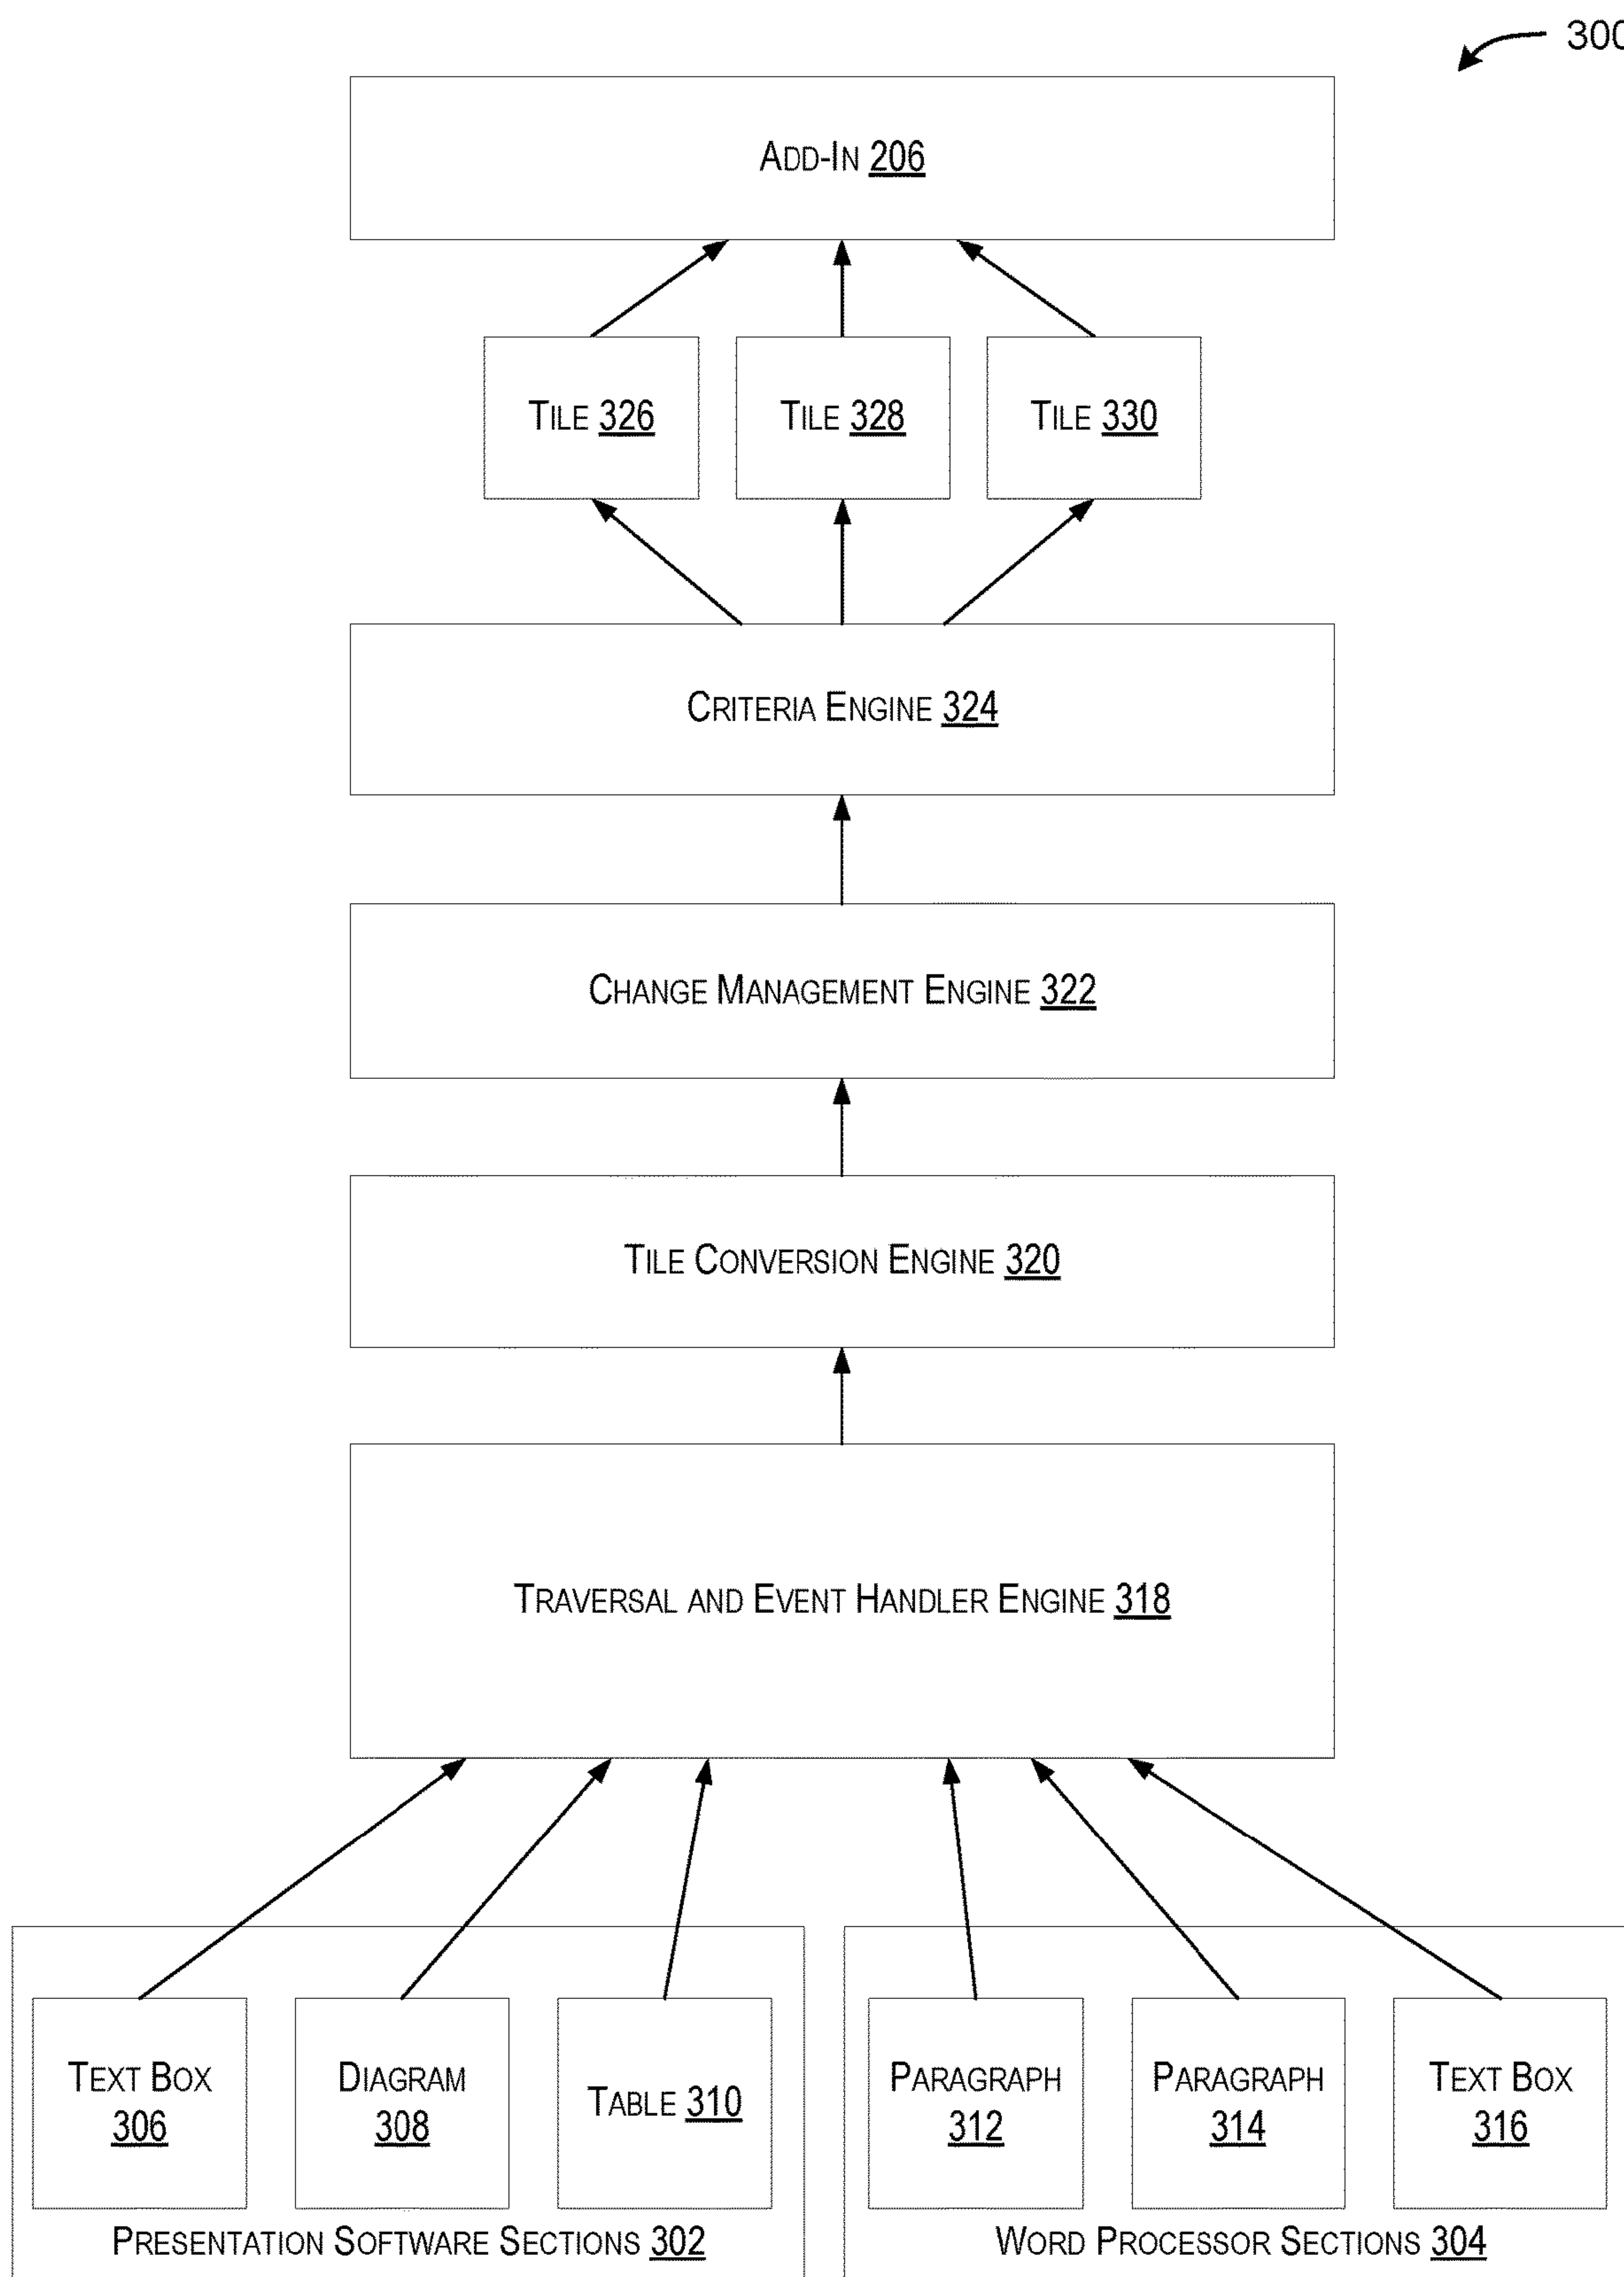 300
ADD-IN 206
TILE 326
TILE 328
TILE 330
CRITERIA ENGINE 324
CHANGE MANAGEMENT ENGINE 322
TILE CONVERSION ENGINE 320
TRAVERSAL AND EVENT HANDLER ENGINE 318
TEXT BOX
306
DIAGRAM
308
TABLE 310
PARAGRAPH
312
PARAGRAPH
314
TEXT BOX
316
PRESENTATION SOFTWARE SECTIONS 302
WORD PROCESSOR SECTIONS 304